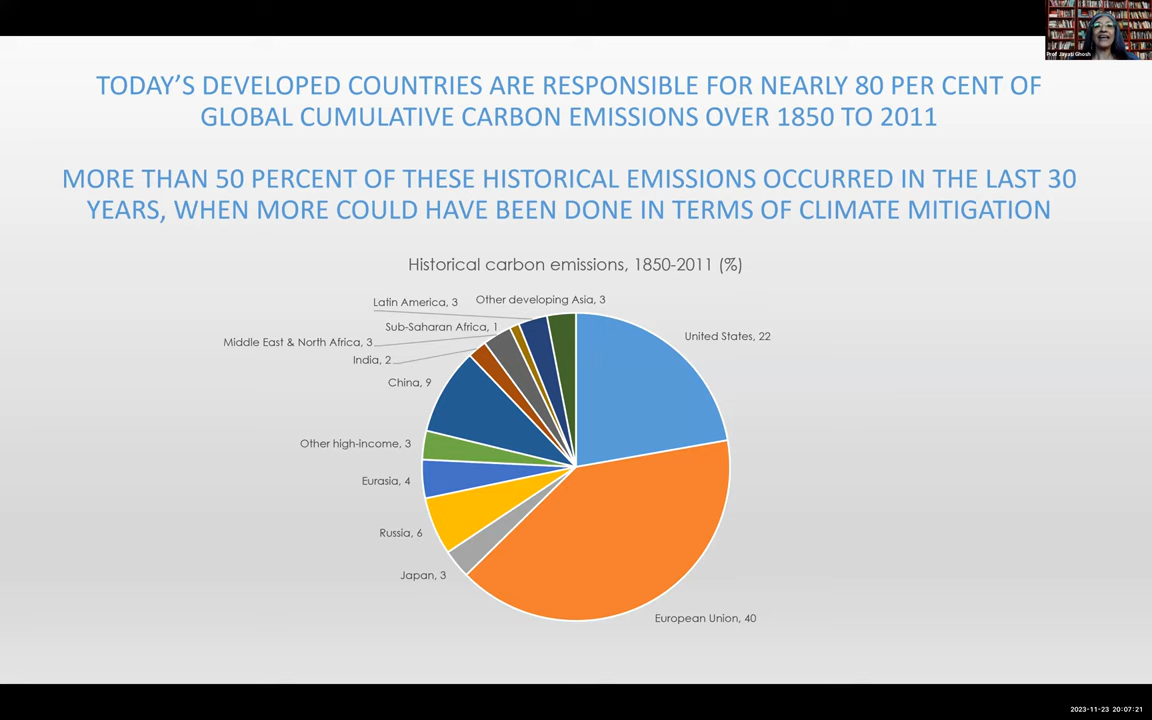 Prof Jayati Ghosh
TODAY'S DEVELOPED COUNTRIES ARE RESPONSIBLE FOR NEARLY 80 PER CENT OF
GLOBAL CUMULATIVE CARBON EMISSIONS OVER 1850 TO 2011
MORE THAN 50 PERCENT OF THESE HISTORICAL EMISSIONS OCCURRED IN THE LAST 30
YEARS, WHEN MORE COULD HAVE BEEN DONE IN TERMS OF CLIMATE MITIGATION
Historical carbon emissions, 1850-2011 (%)
Latin America, 3
Other developing Asia, 3
Sub-Saharan Africa, 1
United States, 22
Middle East & North Africa, 3
India, 2
China, 9
Other high-income, 3
Eurasia, 4
Russia, 6
Japan, 3
European Union, 40
2023-11-23 20:07:21